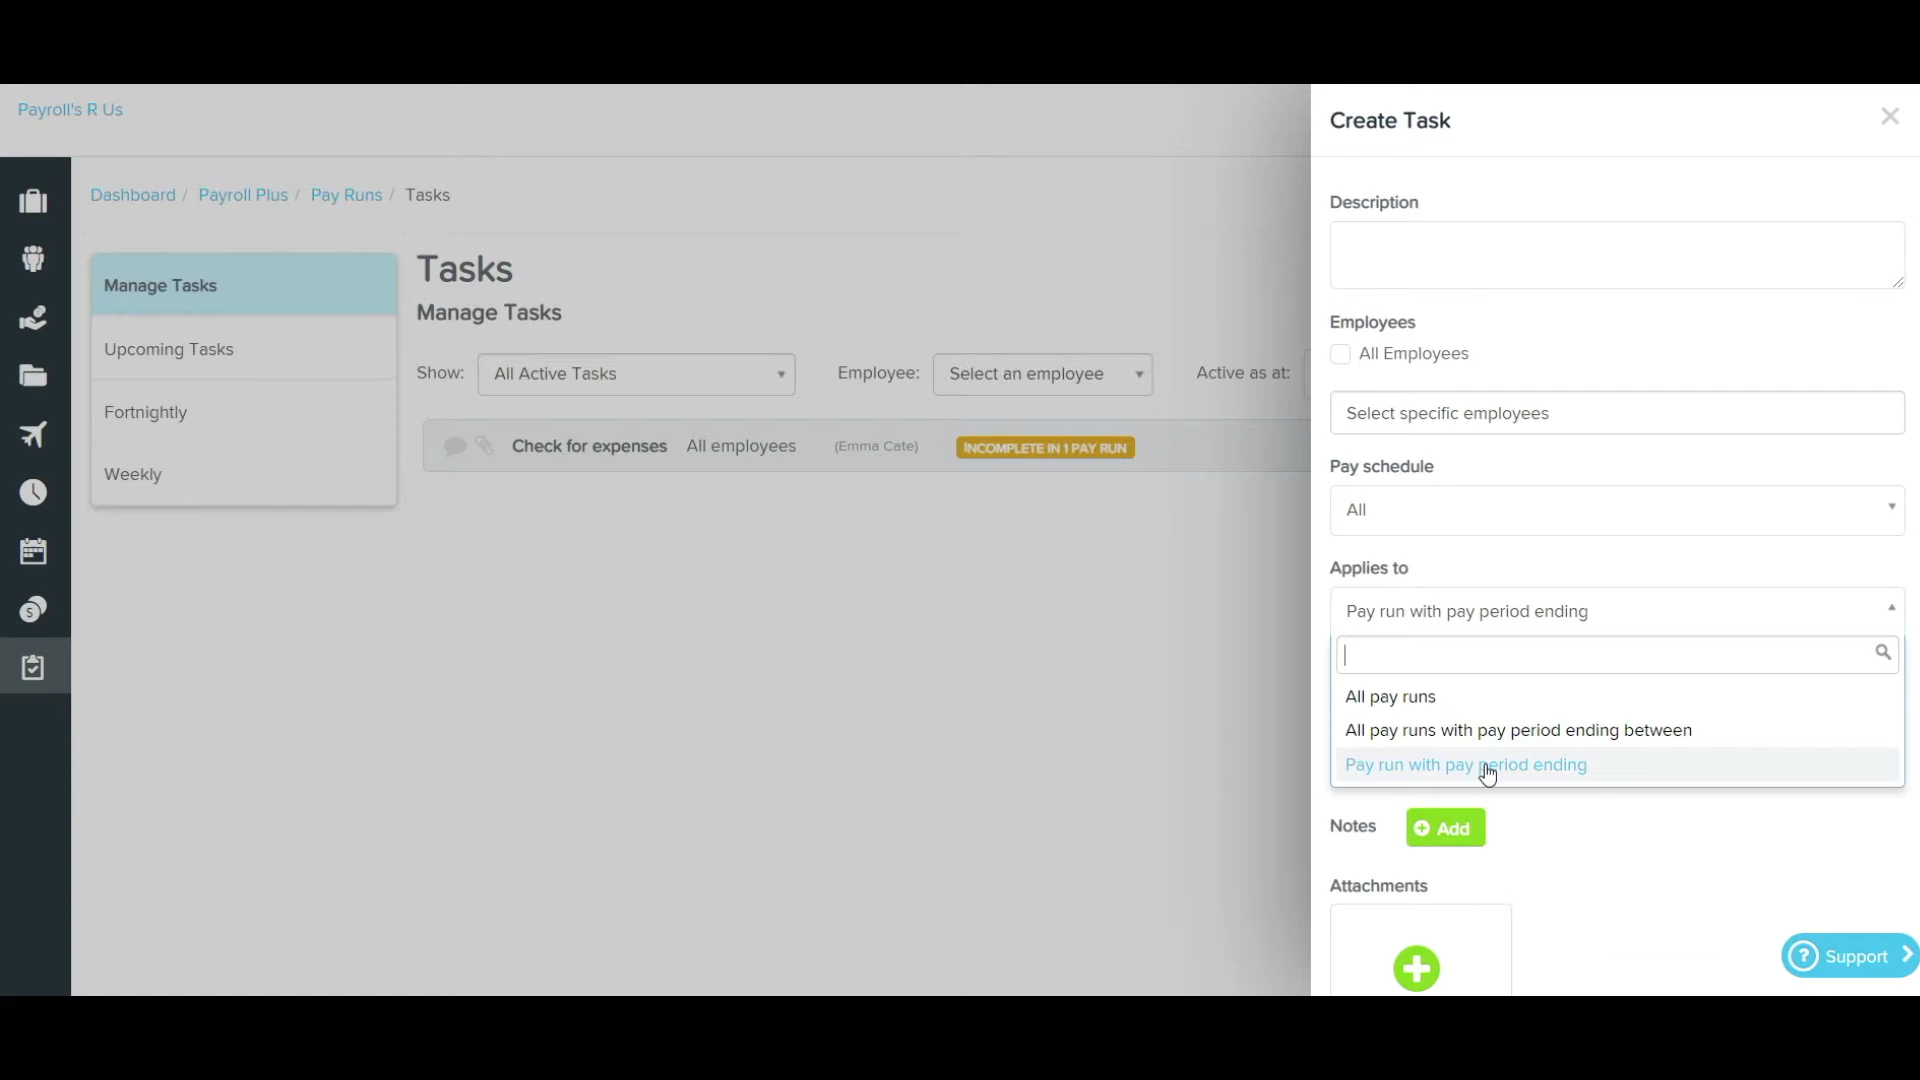 Payroll's R Us
Dashboard / Payroll Plus / Pay Runs / Tasks
Manage Tasks
Upcoming Tasks
Fortnightly
Weekly
Tasks
Manage Tasks
Show: All Active Tasks Employee: Select an employee Active as at:
Check for expenses All employees (Emma Cate) INCOMPLETE IN 1 PAY RUN
Create Task
Description
Employees
All Employees
Select specific employees
Pay schedule
All
Applies to
Pay run with pay period ending
All pay runs
All pay runs with pay period ending between
Pay run with pay period ending
Notes Add
Attachments
? Support